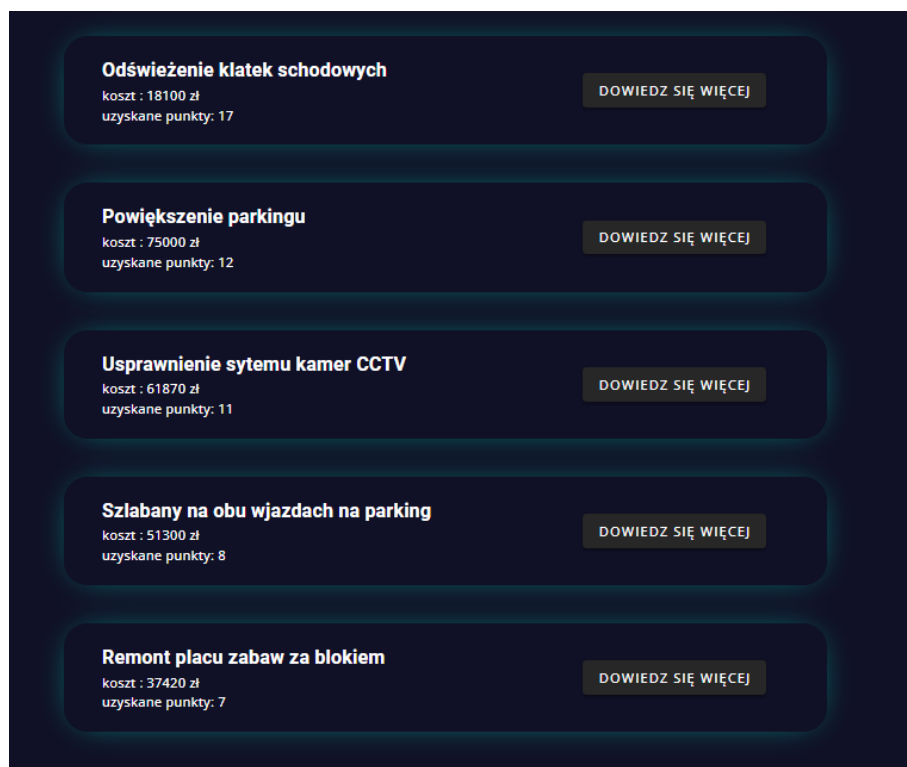 Odświeżenie klatek schodowych
koszt : 18100 zł
uzyskane punkty: 17
DOWIEDZ SIĘ WIĘCEJ
Powiększenie parkingu
koszt : 75000 zł
uzyskane punkty: 12
DOWIEDZ SIĘ WIĘCEJ
Usprawnienie sytemu kamer CCTV
koszt : 61870 zł
uzyskane punkty: 11
DOWIEDZ SIĘ WIĘCEJ
Szlabany na obu wjazdach na parking
koszt : 51300 zł
uzyskane punkty: 8
DOWIEDZ SIĘ WIĘCEJ
Remont placu zabaw za blokiem
koszt : 37420 zł
uzyskane punkty: 7
DOWIEDZ SIĘ WIĘCEJ